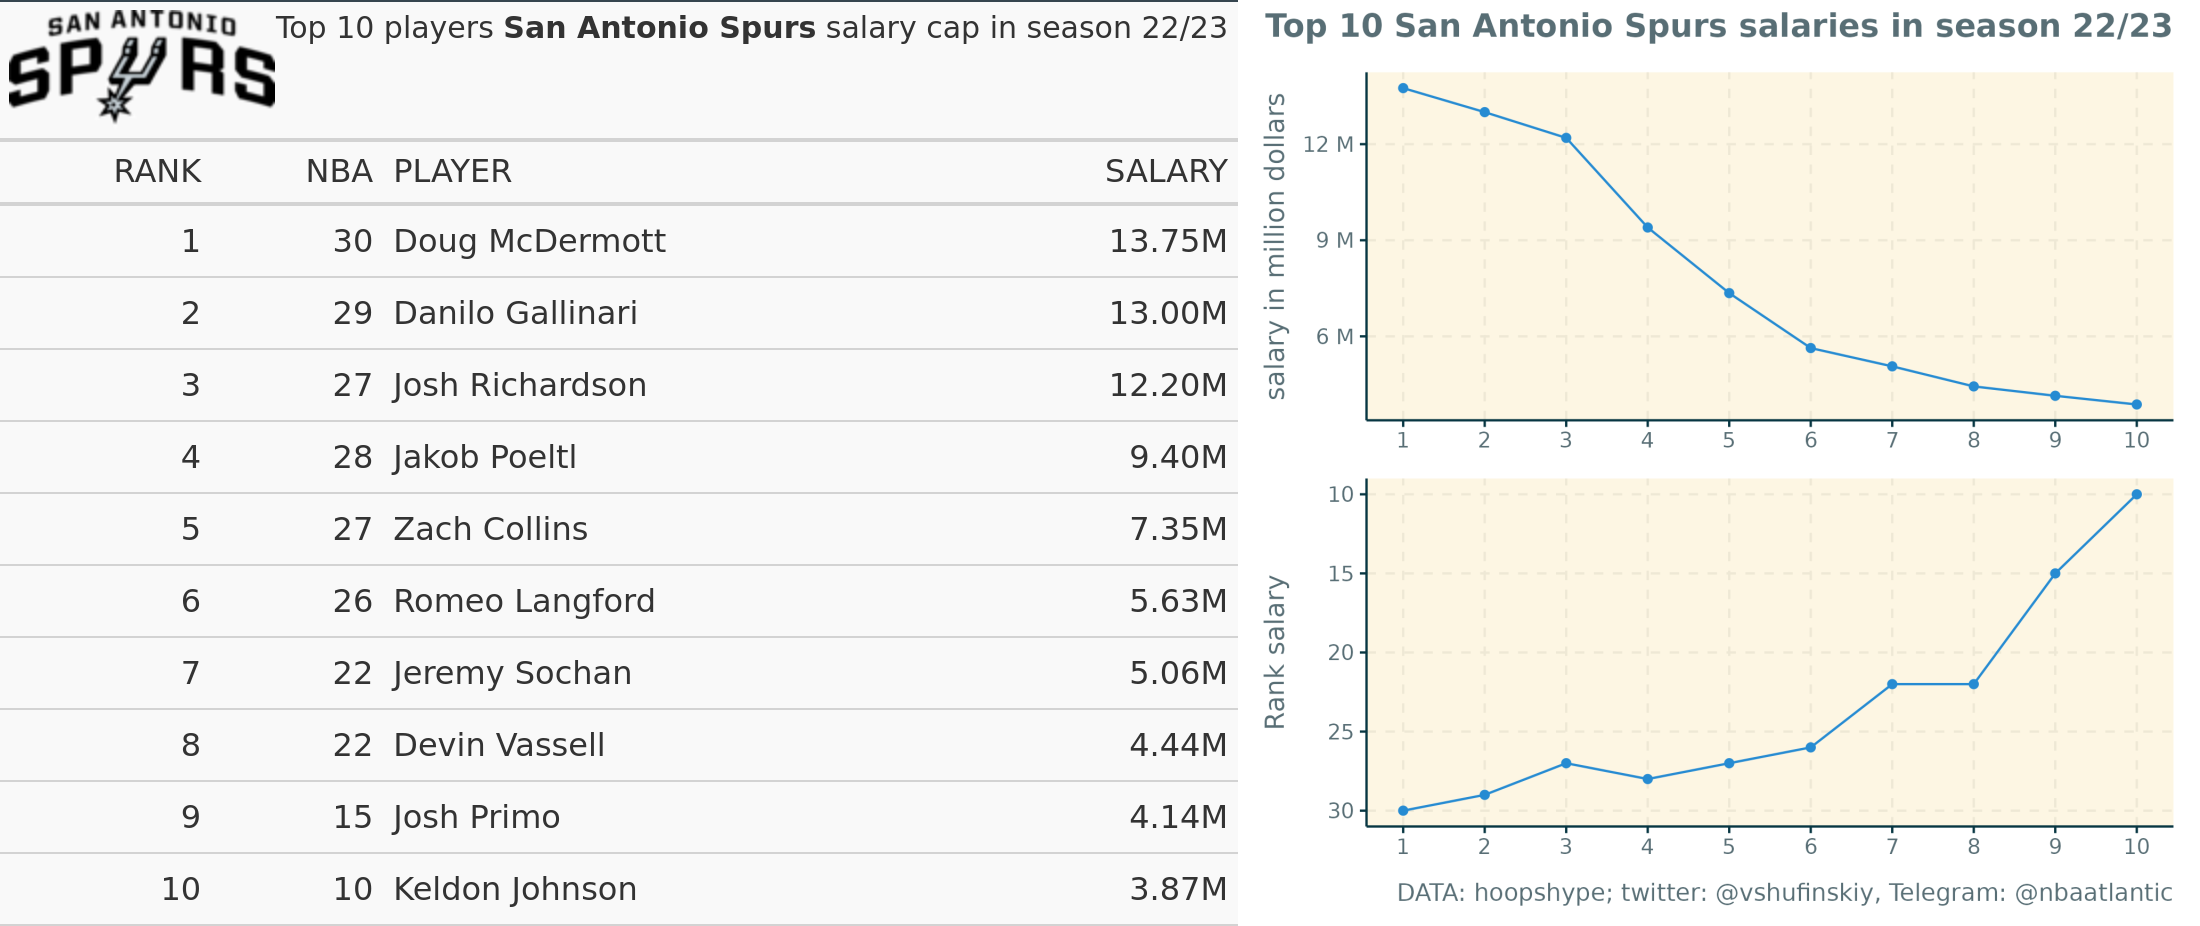 SAN ANTONIO
SPURS
Top 10 players San Antonio Spurs salary cap in season 22/23
RANK NBA PLAYER SALARY
1 30 Doug McDermott 13.75M
2 29 Danilo Gallinari 13.00M
3 27 Josh Richardson 12.20M
4 28 Jakob Poeltl 9.40M
5 27 Zach Collins 7.35M
6 26 Romeo Langford 5.63M
7 22 Jeremy Sochan 5.06M
8 22 Devin Vassell 4.44M
9 15 Josh Primo 4.14M
10 10 Keldon Johnson 3.87M
Top 10 San Antonio Spurs salaries in season 22/23
salary in million dollars
12 M
9 M
6 M
1 2 3 4 5 6 7 8 9 10
Rank salary
10
15
20
25
30
1 2 3 4 5 6 7 8 9 10
DATA: hoopshype; twitter: @vshufinskiy, Telegram: @nbaatlantic